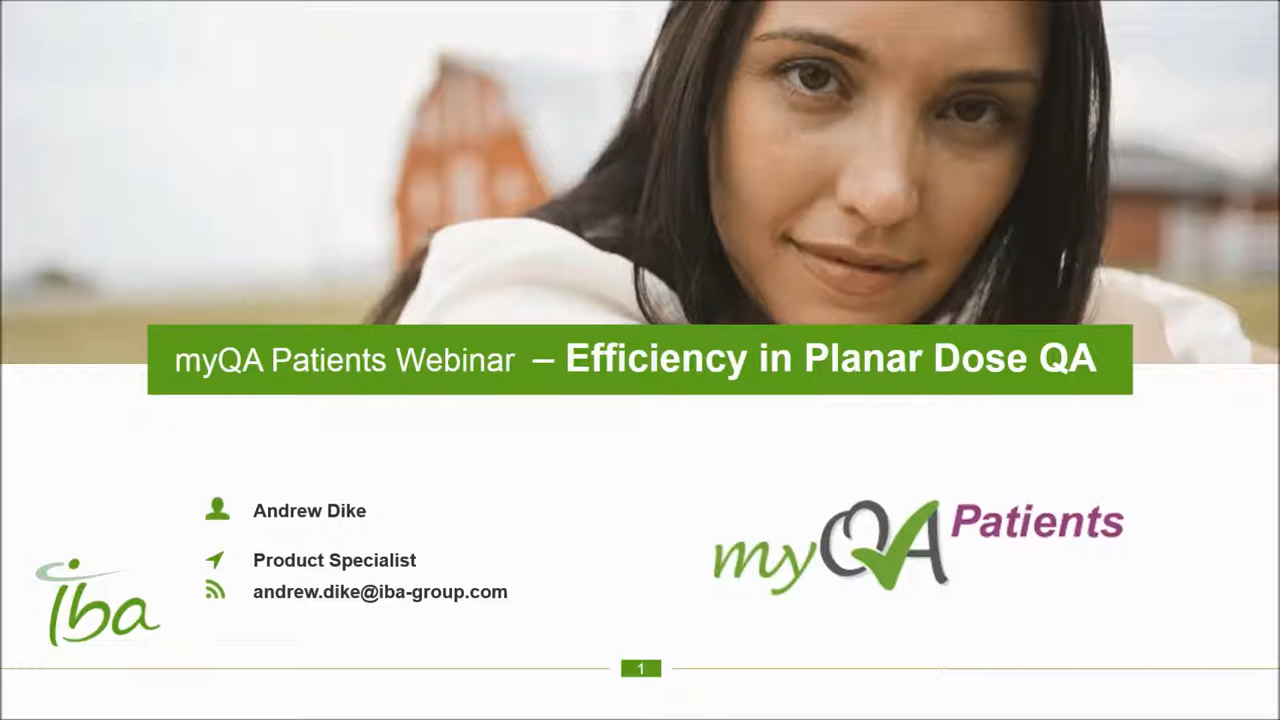 myQA Patients Webinar – Efficiency in Planar Dose QA
Andrew Dike
Product Specialist
andrew.dike@iba-group.com
iba
myQA Patients
1